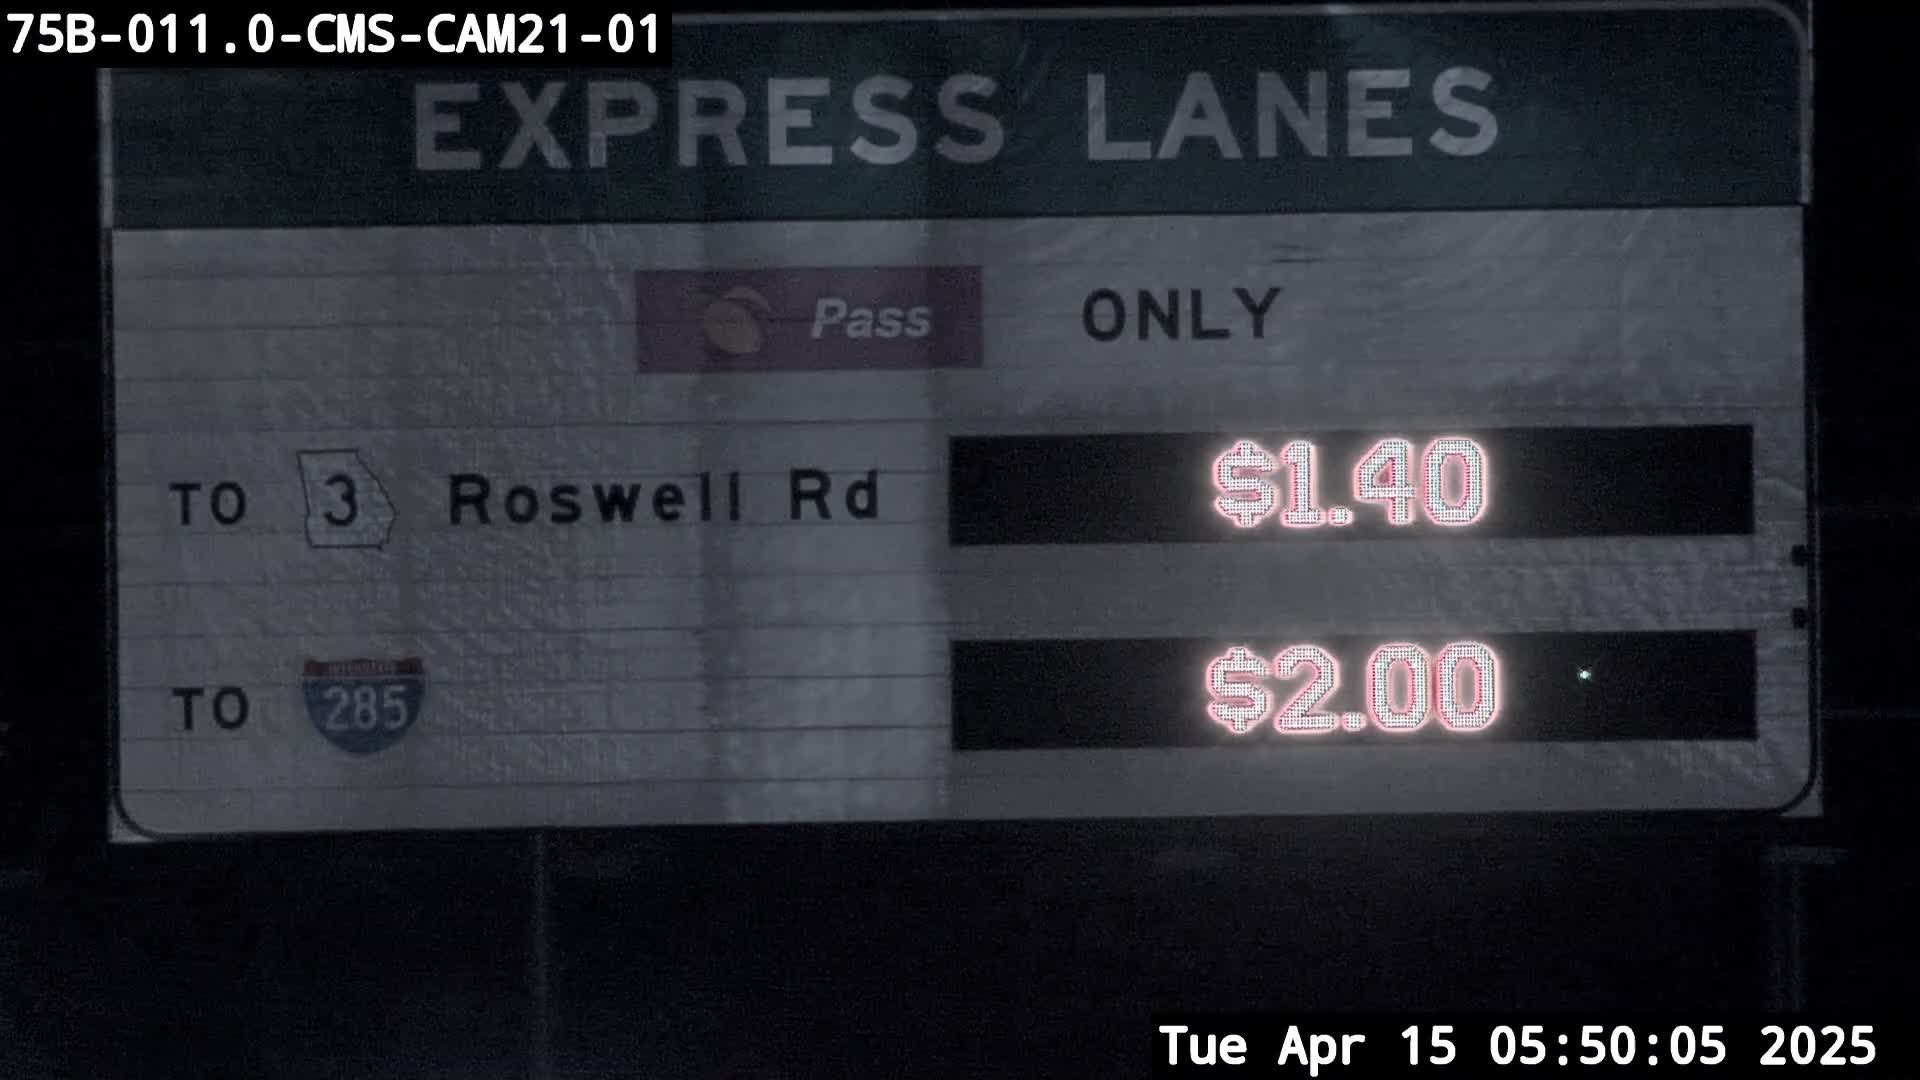 75B-011.0-CMS-CAM21-01
EXPRESS LANES
Pass ONLY
TO 3 Roswell Rd $1.40
INTERSTATE
TO 285 $2.00
Tue Apr 15 05:50:05 2025